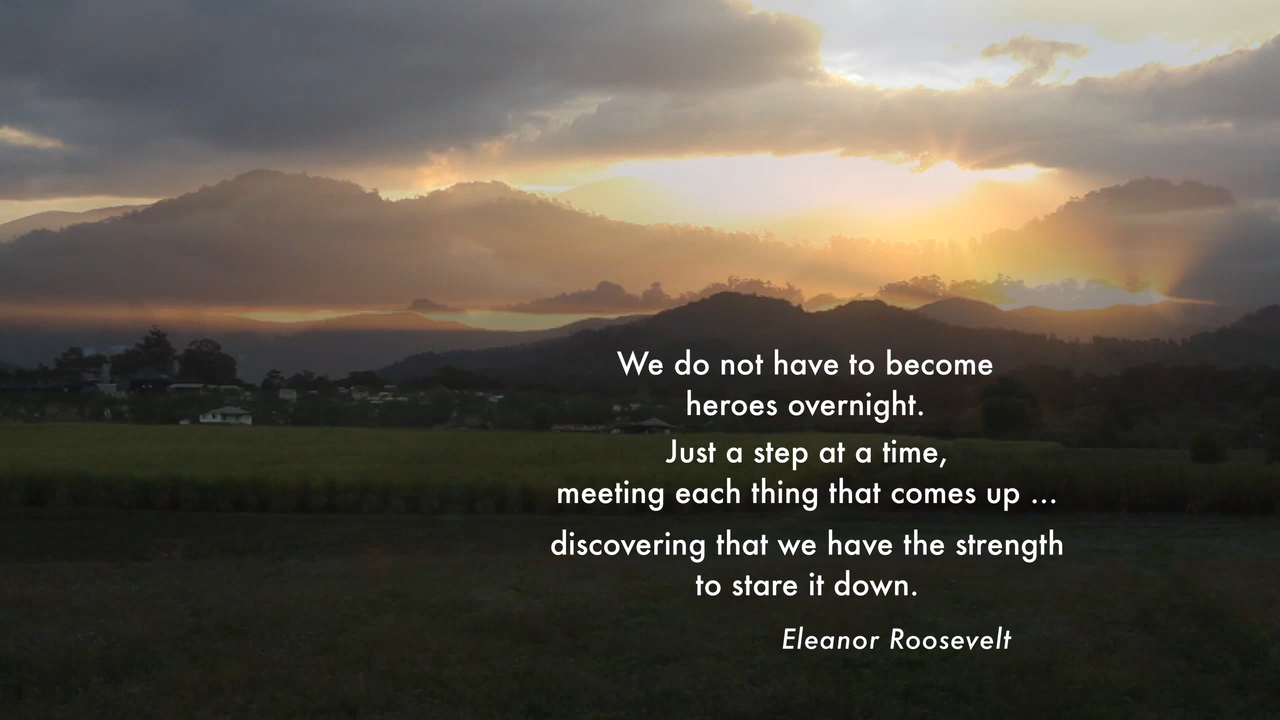 We do not have to become
heroes overnight.
Just a step at a time,
meeting each thing that comes up ...
discovering that we have the strength
to stare it down.
Eleanor Roosevelt